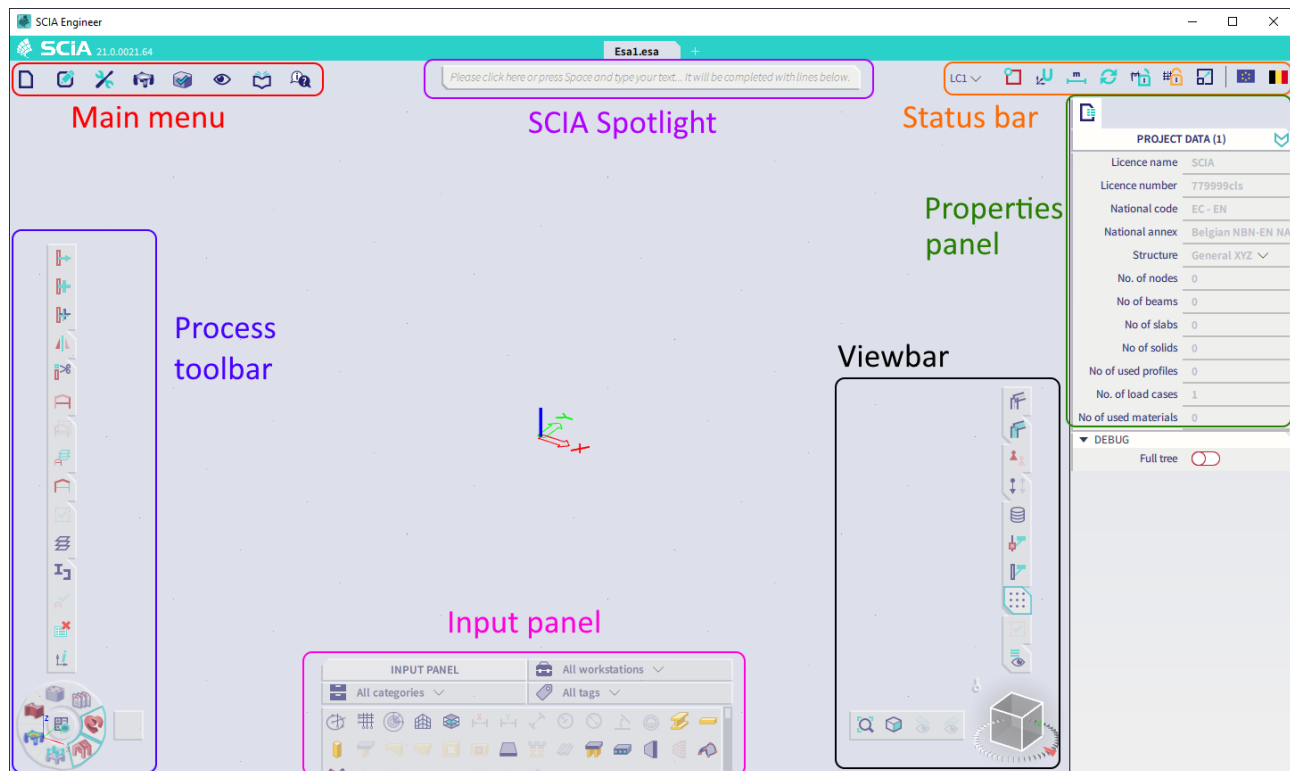 SCIA Engineer
SCiA 21.0.0021.64
Esa1.esa +
Please click here or press Space and type your text... It will be completed with lines below.
LC1
Main menu
SCIA Spotlight
Status bar
PROJECT DATA (1)
Licence name SCIA
Licence number 779999cls
National code EC - EN
National annex Belgian NBN-EN NA
Structure General XYZ
No. of nodes 0
No of beams 0
No of slabs 0
No of solids 0
No of used profiles 0
No. of load cases 1
No of used materials 0
DEBUG
Full tree
Properties
panel
Process
toolbar
Viewbar
Input panel
INPUT PANEL
All workstations
All categories
All tags
X
Y
Z